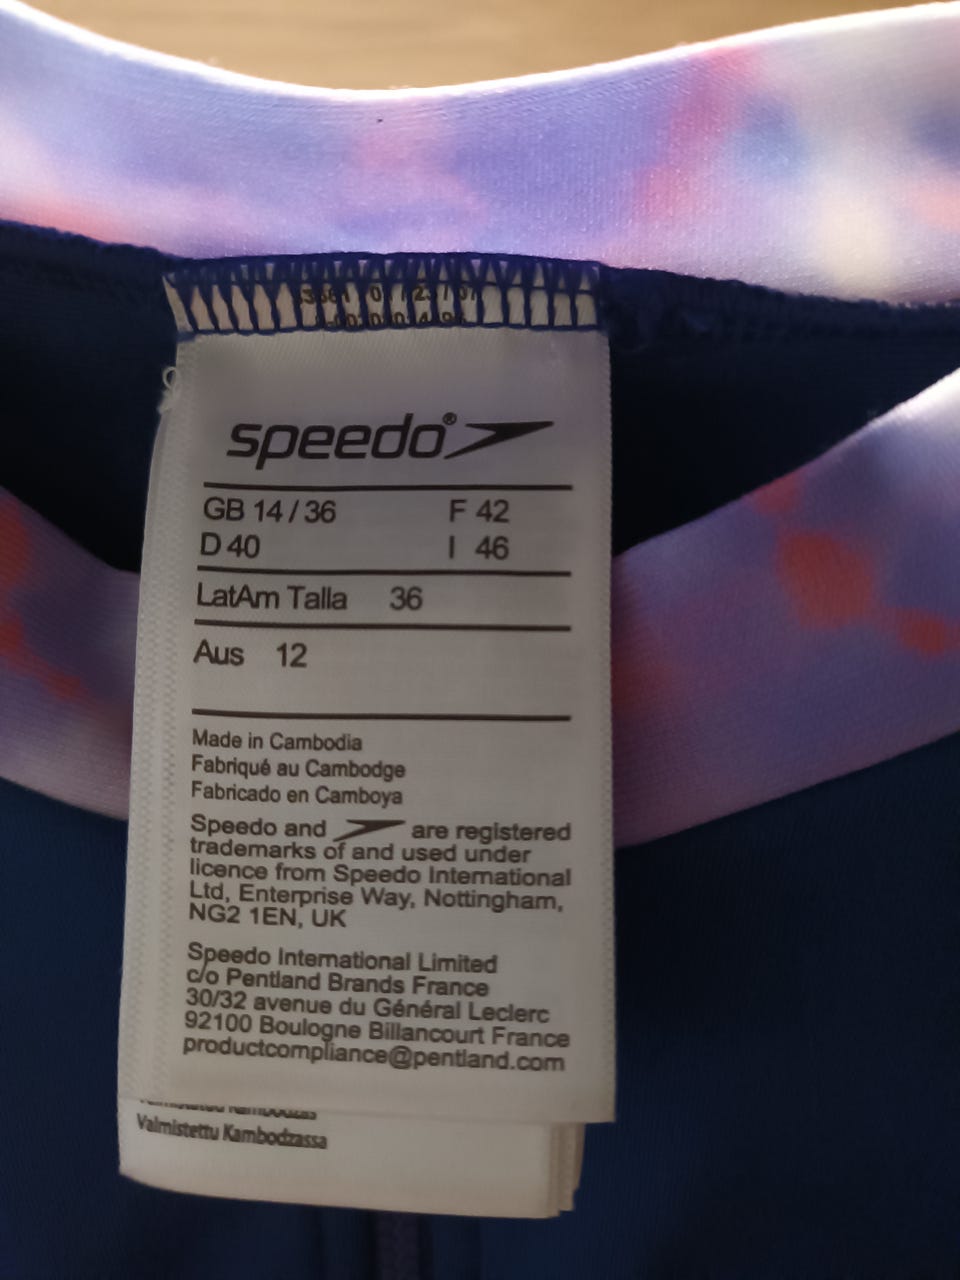 speedo®
GB 14 / 36 F 42
D 40 I 46
LatAm Talla 36
Aus 12
Made in Cambodia
Fabriqué au Cambodge
Fabricado en Camboya
Speedo and are registered
trademarks of and used under
licence from Speedo International
Ltd, Enterprise Way, Nottingham,
NG2 1EN, UK
Speedo International Limited
c/o Pentland Brands France
30/32 avenue du Général Leclerc
92100 Boulogne Billancourt France
productcompliance@pentland.com
Valmistettu Kambodzassa